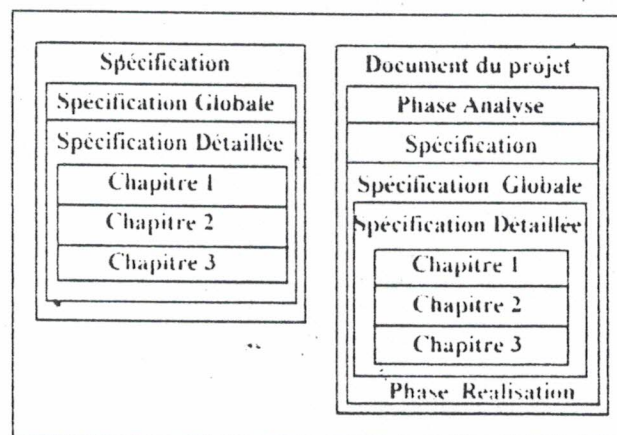 Spécification
Spécification Globale
Spécification Détaillée
Chapitre 1
Chapitre 2
Chapitre 3
Document du projet
Phase Analyse
Spécification
Spécification Globale
Spécification Détaillée
Chapitre 1
Chapitre 2
Chapitre 3
Phase Realisation